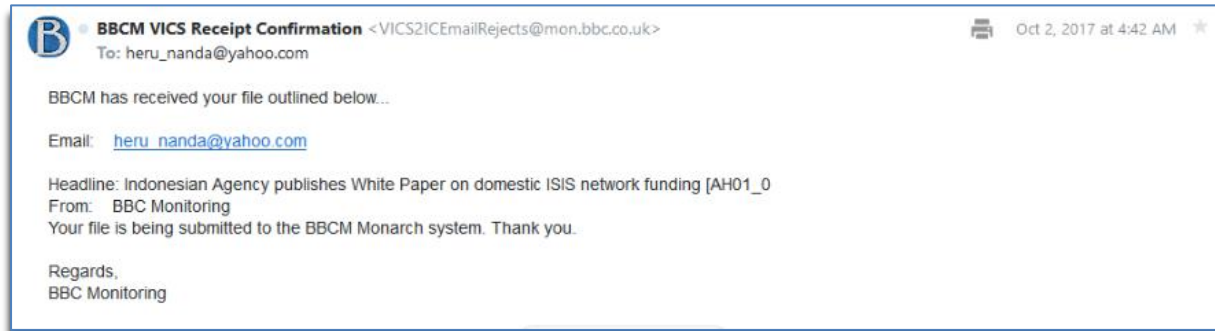 B BBCM VICS Receipt Confirmation <VICS2ICEmailRejects@mon.bbc.co.uk> Oct 2, 2017 at 4:42 AM
To: heru_nanda@yahoo.com
BBCM has received your file outlined below...
Email: heru_nanda@yahoo.com
Headline: Indonesian Agency publishes White Paper on domestic ISIS network funding [AH01_0
From: BBC Monitoring
Your file is being submitted to the BBCM Monarch system. Thank you.
Regards,
BBC Monitoring